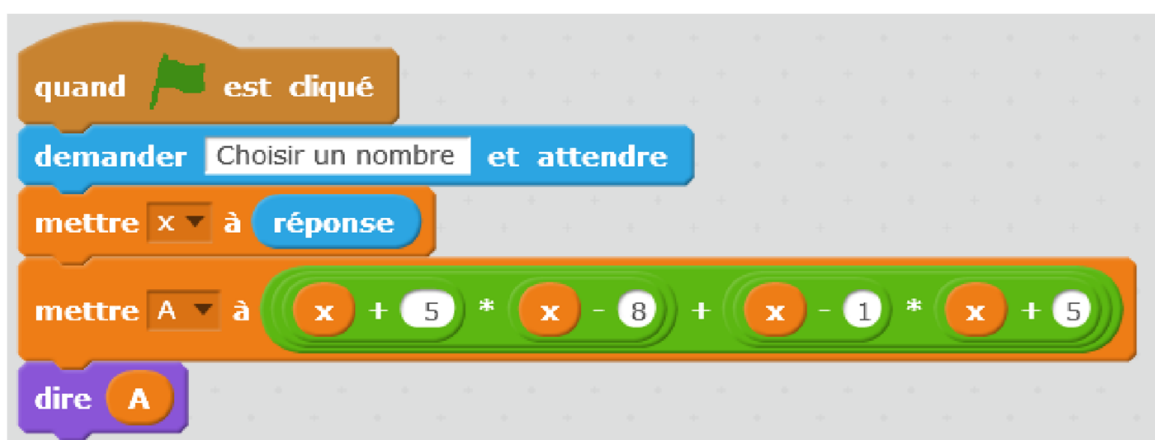 quand est cliqué
demander Choisir un nombre et attendre
mettre x à réponse
mettre A à x + 5 * x - 8 + x - 1 * x + 5
dire A